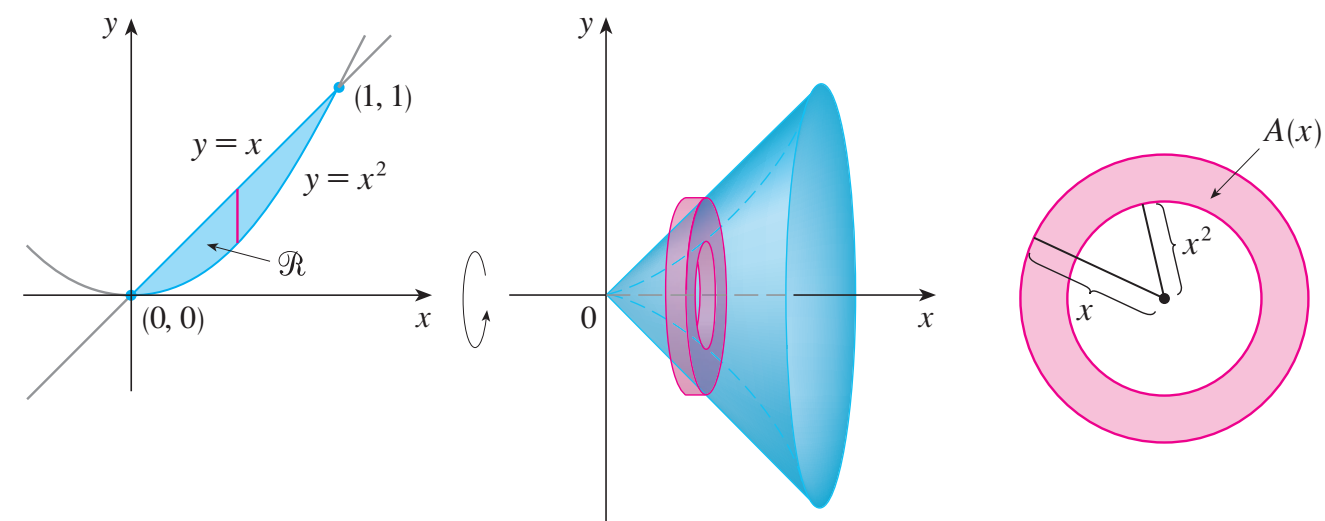 y
(1, 1)
y = x
y = x²
ℛ
(0, 0)
x
y
0
x
A(x)
x²
x